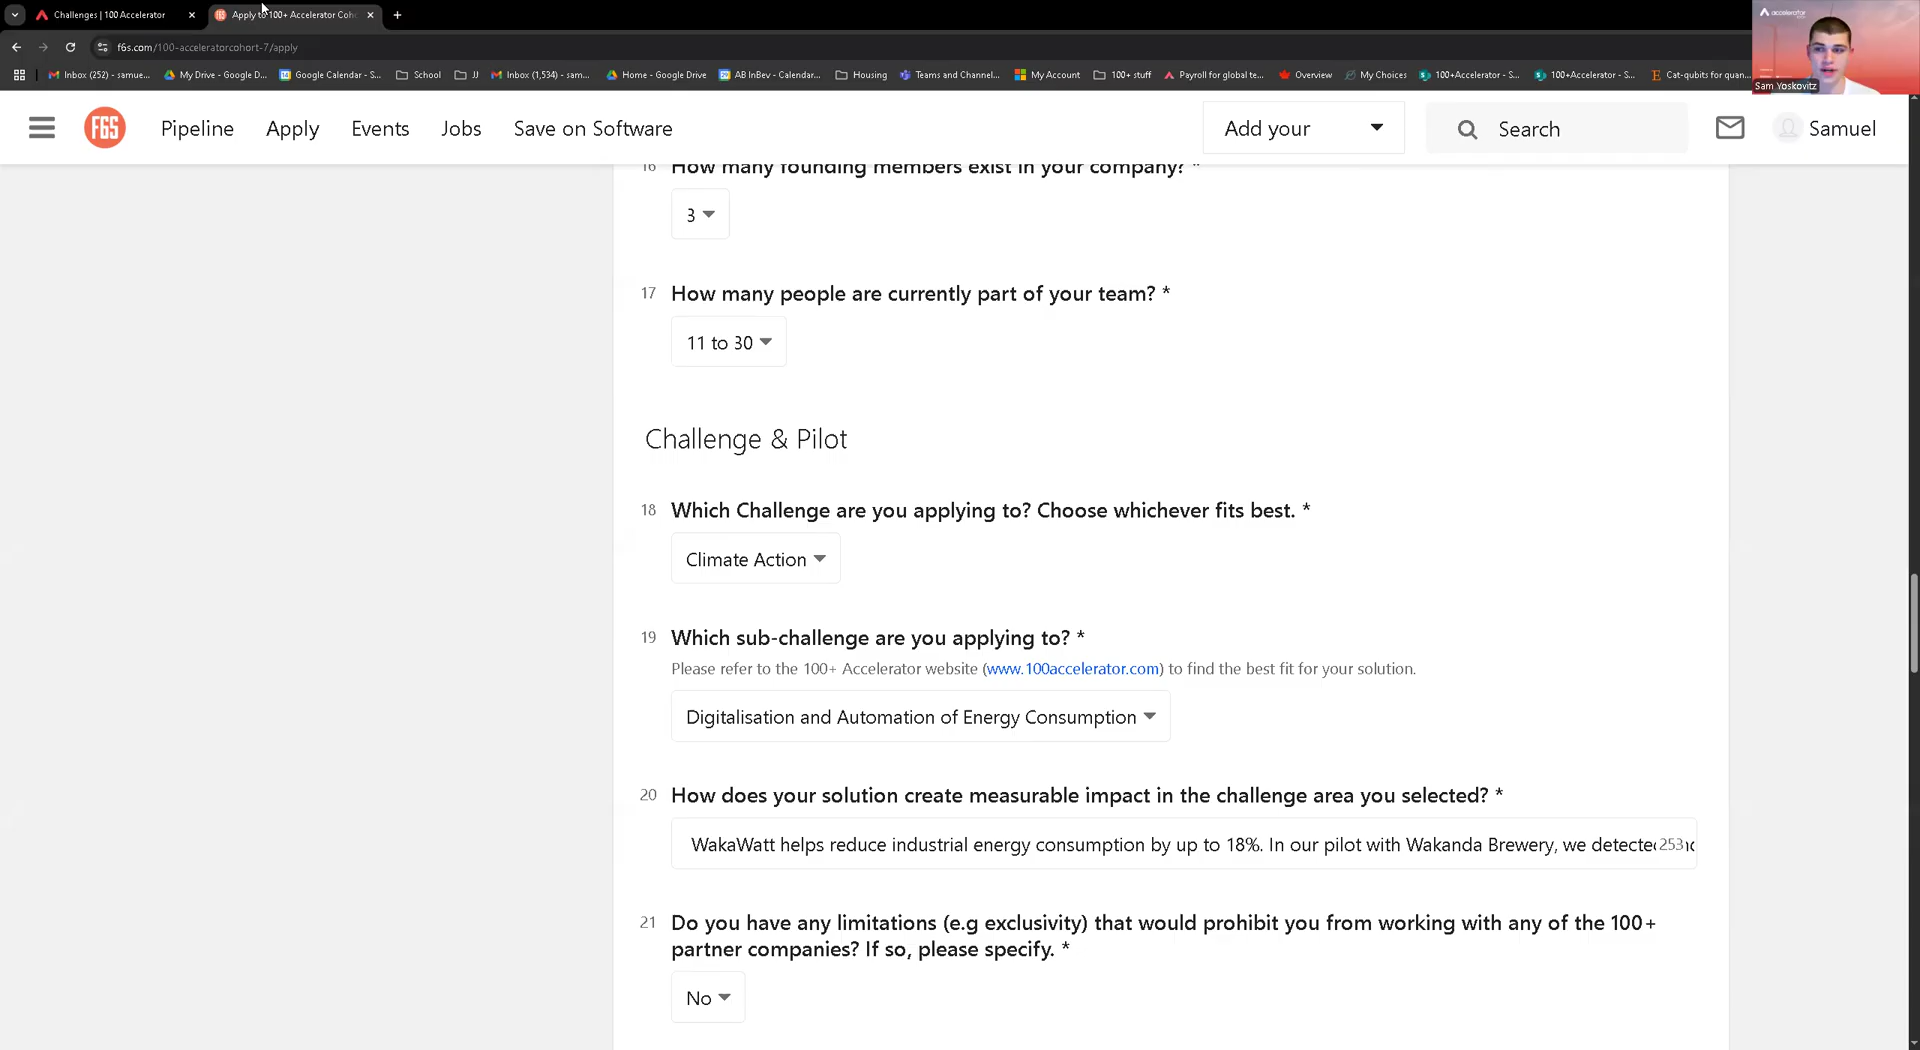 Challenges | 100 Accelerator
Apply to 100+ Accelerator Coh
f6s.com/100-acceleratorcohort-7/apply
Inbox (252) - samue...
My Drive - Google D...
Google Calendar - S...
School
JJ
Inbox (1,534) - sam...
Home - Google Drive
AB InBev - Calendar...
Housing
Teams and Channel...
My Account
100+ stuff
Payroll for global te...
Overview
My Choices
100+Accelerator - S...
100+Accelerator - S...
Cat-qubits for quan...
accelerator
Sam Yoskovitz
F6S
Pipeline
Apply
Events
Jobs
Save on Software
Add your
Search
Samuel
16 How many founding members exist in your company? *
3
17 How many people are currently part of your team? *
11 to 30
Challenge & Pilot
18 Which Challenge are you applying to? Choose whichever fits best. *
Climate Action
19 Which sub-challenge are you applying to? *
Please refer to the 100+ Accelerator website (www.100accelerator.com) to find the best fit for your solution.
Digitalisation and Automation of Energy Consumption
20 How does your solution create measurable impact in the challenge area you selected? *
WakaWatt helps reduce industrial energy consumption by up to 18%. In our pilot with Wakanda Brewery, we detected
253
21 Do you have any limitations (e.g exclusivity) that would prohibit you from working with any of the 100+
partner companies? If so, please specify. *
No